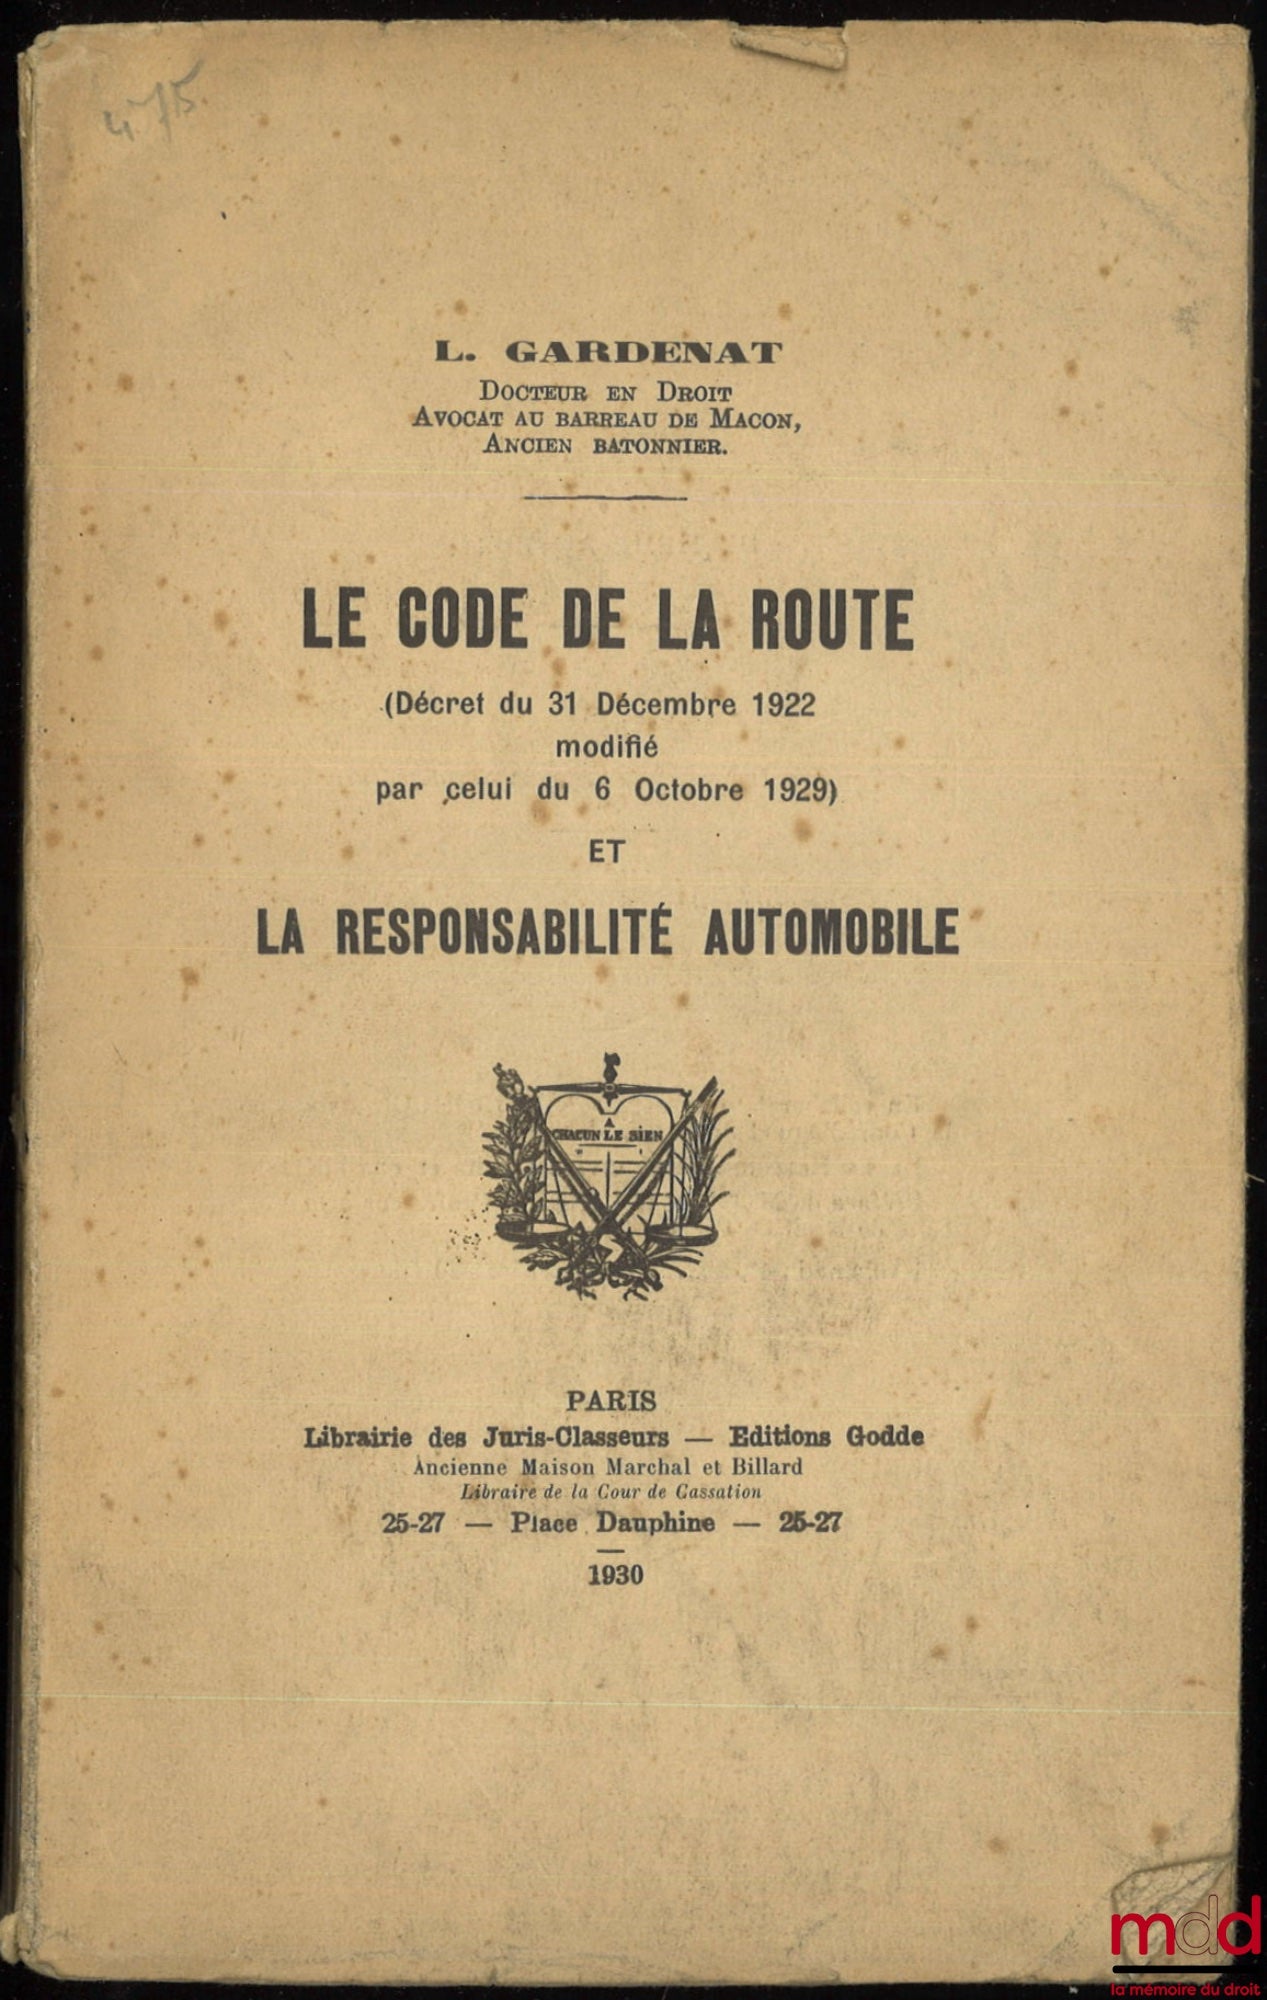 475
L. GARDENAT
DOCTEUR EN DROIT
AVOCAT AU BARREAU DE MACON,
ANCIEN BATONNIER.
LE CODE DE LA ROUTE
(Décret du 31 Décembre 1922
modifié
par celui du 6 Octobre 1929)
ET
LA RESPONSABILITÉ AUTOMOBILE
A
CHACUN LE BIEN
PARIS
Librairie des Juris-Classeurs — Editions Godde
Ancienne Maison Marchal et Billard
Libraire de la Cour de Cassation
25-27 — Place Dauphine — 25-27
1930
mdd
la mémoire du droit